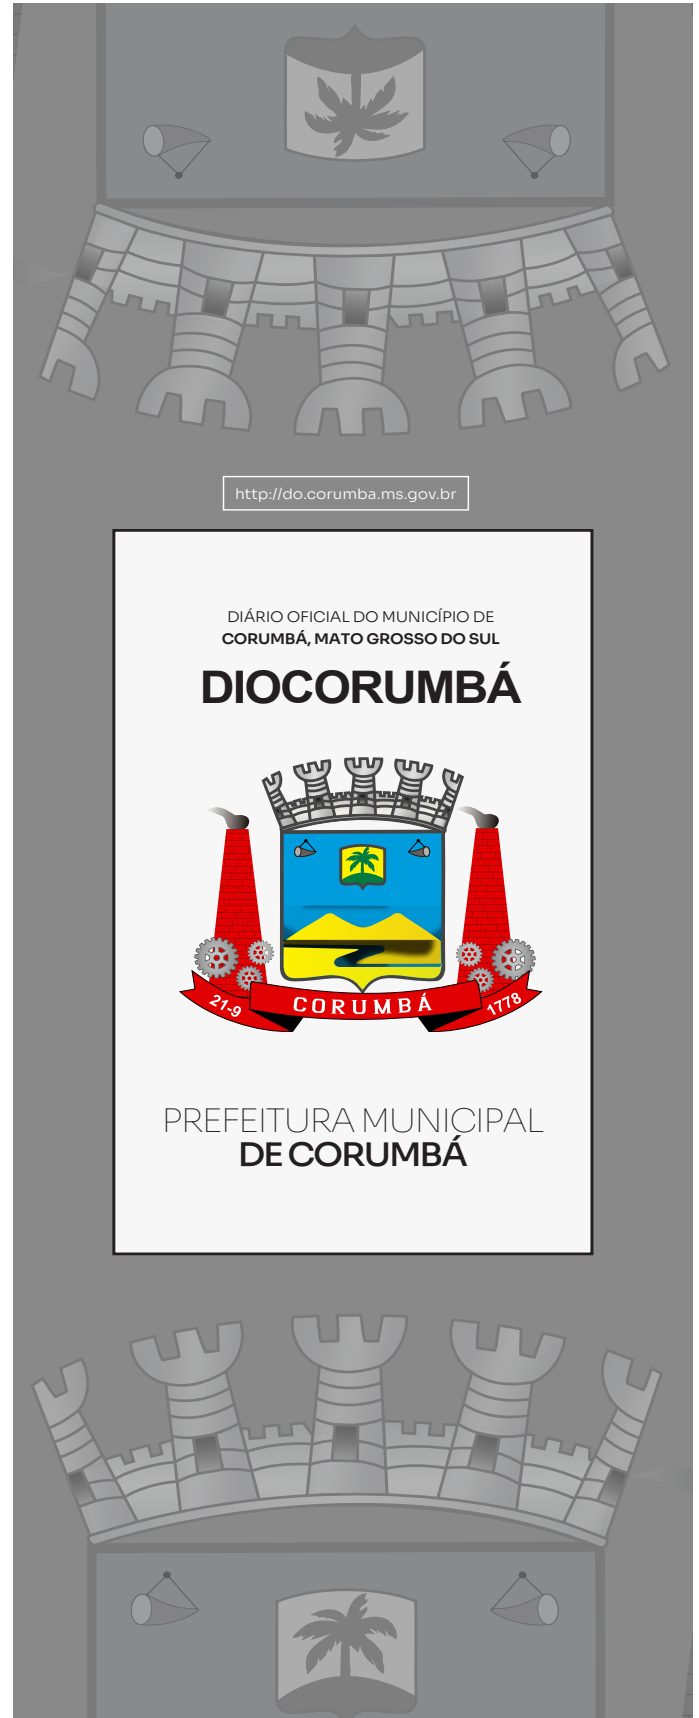 http://do.corumba.ms.gov.br
DIÁRIO OFICIAL DO MUNICÍPIO DE
CORUMBÁ, MATO GROSSO DO SUL
DIOCORUMBÁ
21-9
CORUMBÁ
1778
PREFEITURA MUNICIPAL
DE CORUMBÁ